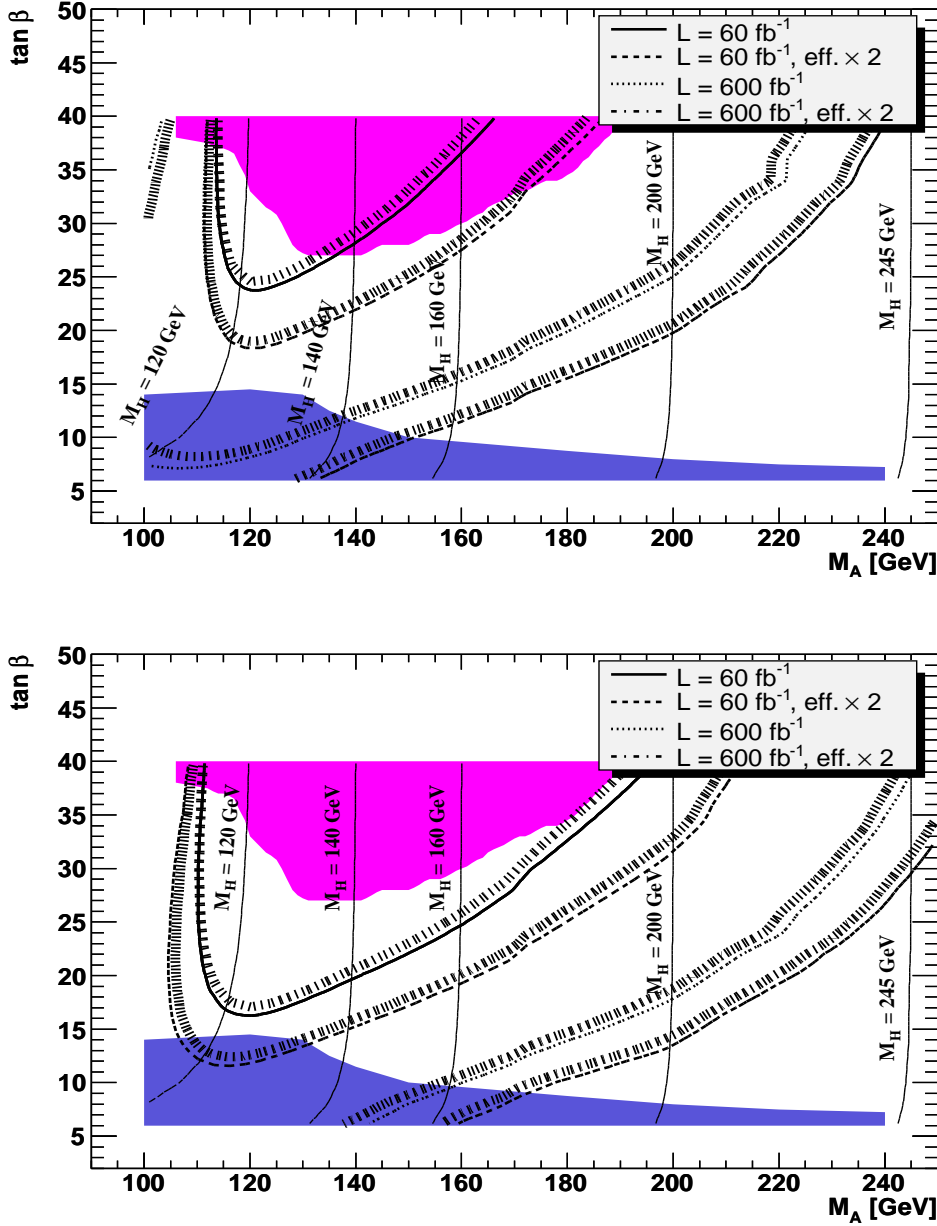 tan β
50
45
40
35
30
25
20
15
10
5
L = 60 fb⁻¹
L = 60 fb⁻¹, eff. × 2
L = 600 fb⁻¹
L = 600 fb⁻¹, eff. × 2
M_H = 120 GeV
M_H = 140 GeV
M_H = 160 GeV
M_H = 200 GeV
M_H = 245 GeV
100 120 140 160 180 200 220 240
M_A [GeV]
tan β
50
45
40
35
30
25
20
15
10
5
L = 60 fb⁻¹
L = 60 fb⁻¹, eff. × 2
L = 600 fb⁻¹
L = 600 fb⁻¹, eff. × 2
M_H = 120 GeV
M_H = 140 GeV
M_H = 160 GeV
M_H = 200 GeV
M_H = 245 GeV
100 120 140 160 180 200 220 240
M_A [GeV]